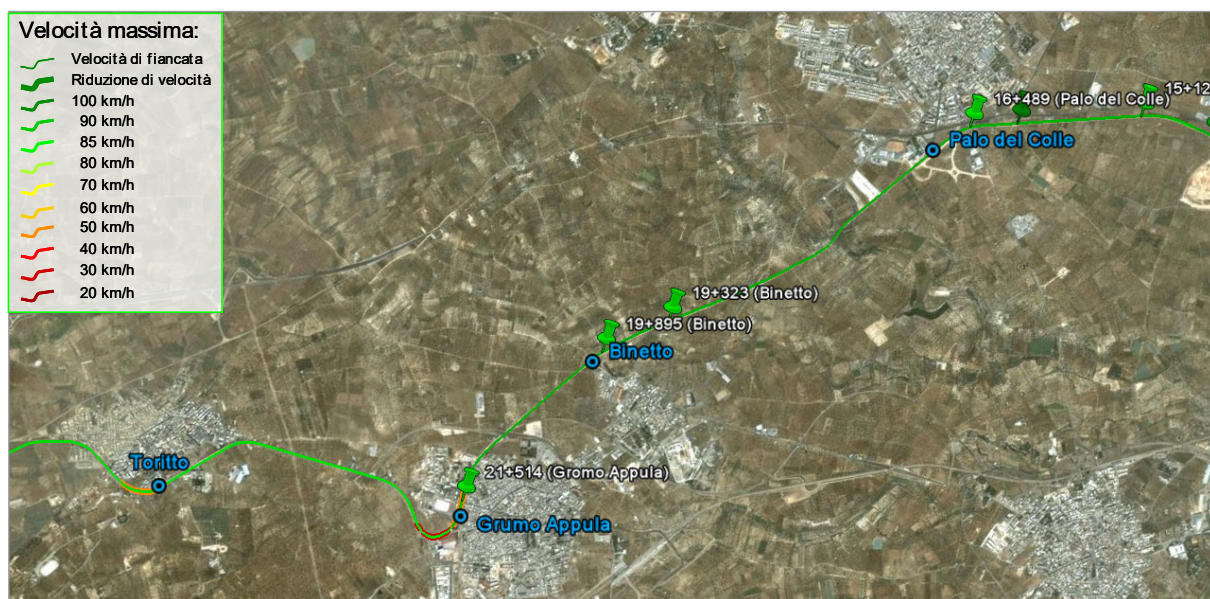 Velocità massima:
Velocità di fiancata
Riduzione di velocità
100 km/h
90 km/h
85 km/h
80 km/h
70 km/h
60 km/h
50 km/h
40 km/h
30 km/h
20 km/h
15+12
16+489 (Palo del Colle)
Palo del Colle
19+323 (Binetto)
19+895 (Binetto)
Binetto
Toritto
21+514 (Gromo Appula)
Grumo Appula